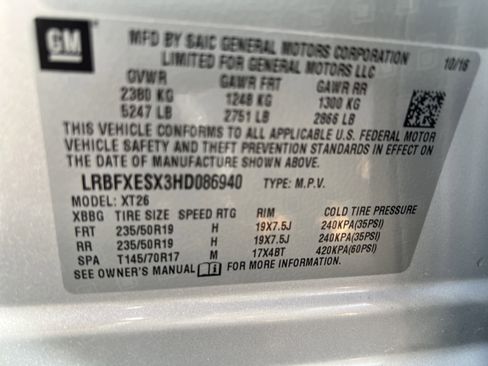 GM
MFD BY SAIC GENERAL MOTORS CORPORATION
LIMITED FOR GENERAL MOTORS LLC 10/16
GVWR GAWR FRT GAWR RR
2380 KG 1248 KG 1300 KG
5247 LB 2751 LB 2866 LB
THIS VEHICLE CONFORMS TO ALL APPLICABLE U.S. FEDERAL MOTOR
VEHICLE SAFETY AND THEFT PREVENTION STANDARDS IN EFFECT
ON THE DATE OF MANUFACTURE SHOWN ABOVE.
LRBFXESX3HD086940 TYPE: M.P.V.
MODEL: XT26
XBBG TIRE SIZE SPEED RTG RIM COLD TIRE PRESSURE
FRT 235/50R19 H 19X7.5J 240KPA(35PSI)
RR 235/50R19 H 19X7.5J 240KPA(35PSI)
SPA T145/70R17 M 17X4BT 420KPA(60PSI)
SEE OWNER'S MANUAL FOR MORE INFORMATION.